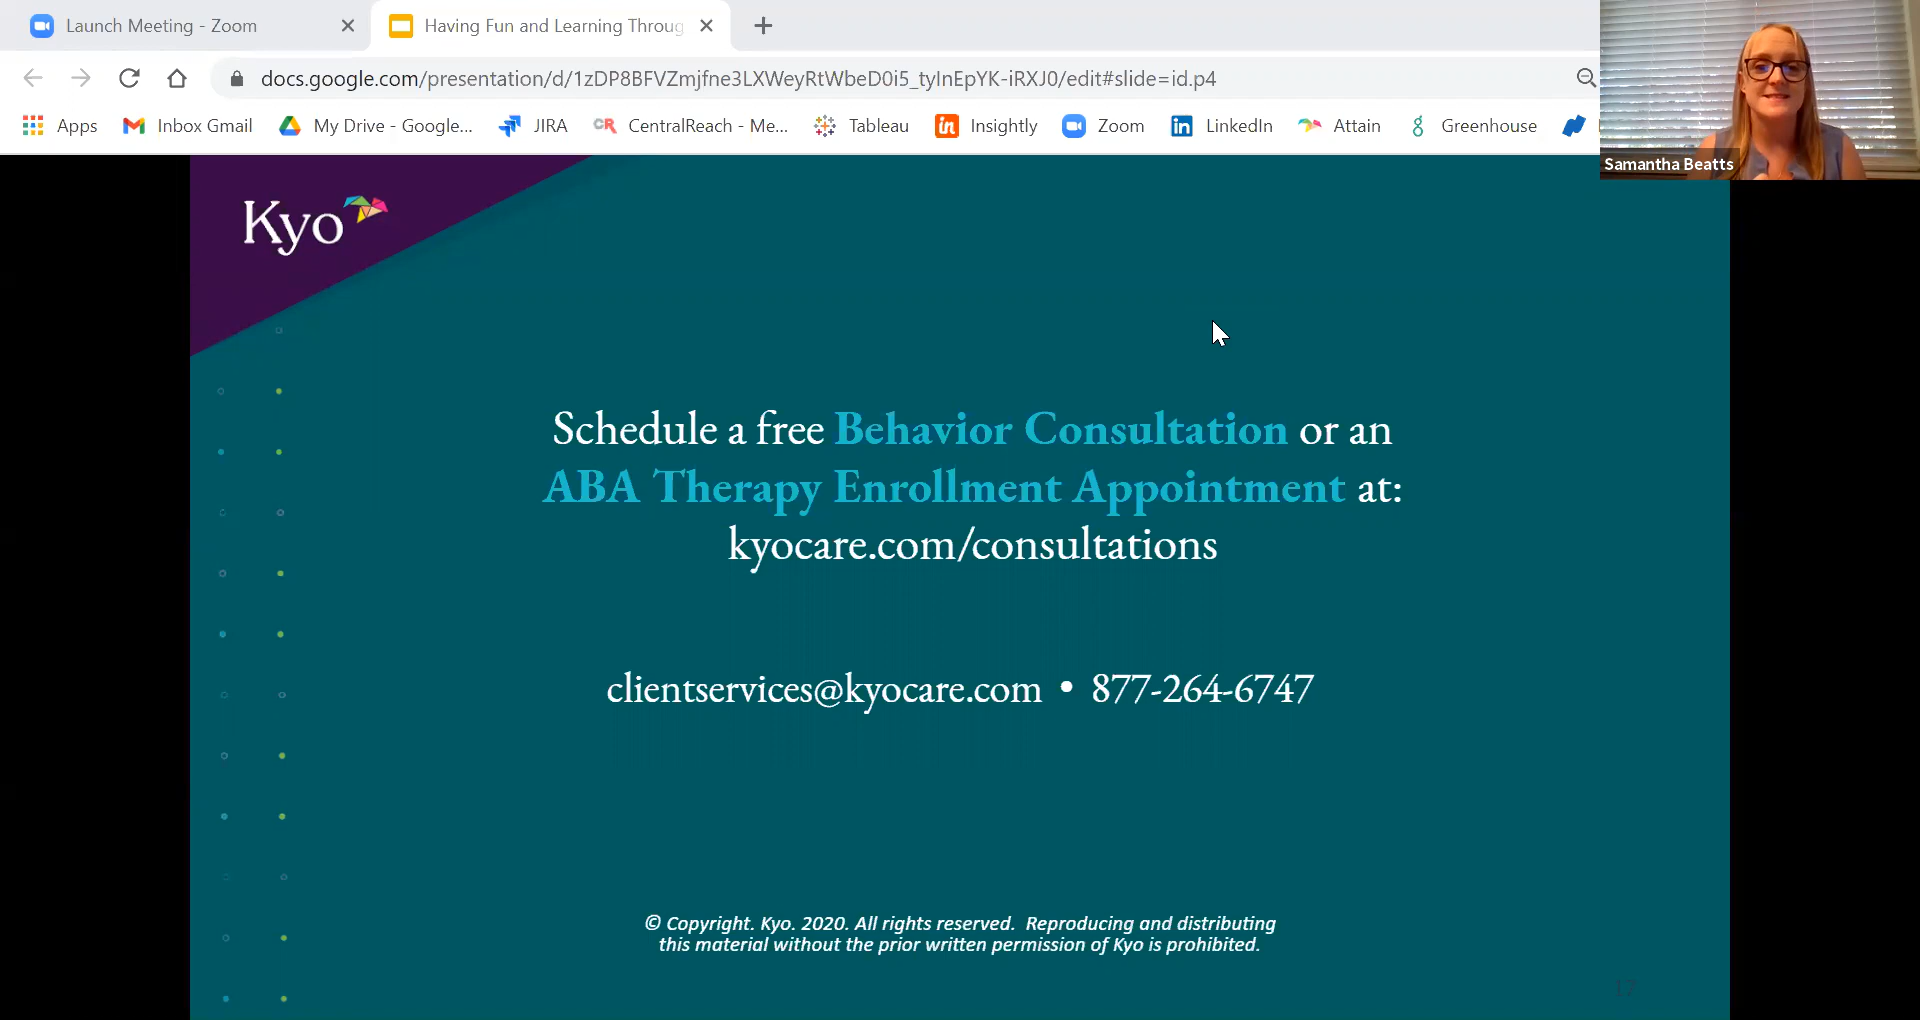 Launch Meeting - Zoom
Having Fun and Learning Throug
docs.google.com/presentation/d/1zDP8BFVZmjfne3LXWeyRtWbeD0i5_tyInEpYK-iRXJ0/edit#slide=id.p4
Apps Inbox Gmail My Drive - Google... JIRA CR CentralReach - Me... Tableau in Insightly Zoom in LinkedIn Attain Greenhouse
Samantha Beatts
Kyo
Schedule a free Behavior Consultation or an
ABA Therapy Enrollment Appointment at:
kyocare.com/consultations
clientservices@kyocare.com • 877-264-6747
© Copyright. Kyo. 2020. All rights reserved. Reproducing and distributing
this material without the prior written permission of Kyo is prohibited.
17